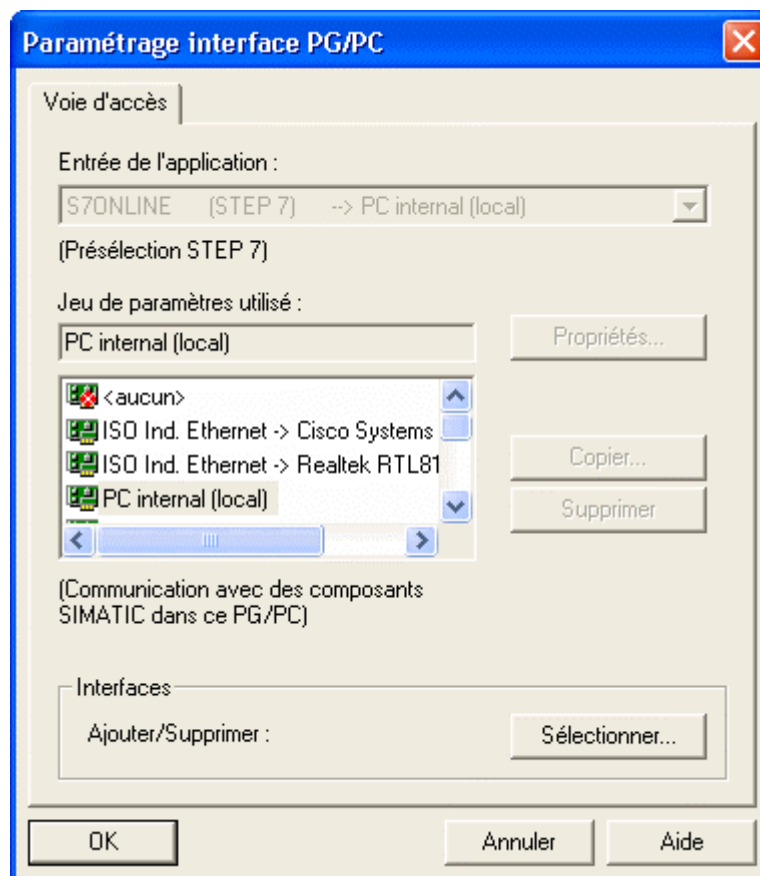 Paramétrage interface PG/PC
Voie d'accès
Entrée de l'application :
S7ONLINE (STEP 7) --> PC internal (local)
(Présélection STEP 7)
Jeu de paramètres utilisé :
PC internal (local)
Propriétés...
<aucun>
ISO Ind. Ethernet -> Cisco Systems
ISO Ind. Ethernet -> Realtek RTL81
PC internal (local)
Copier...
Supprimer
(Communication avec des composants
SIMATIC dans ce PG/PC)
Interfaces
Ajouter/Supprimer :
Sélectionner...
OK
Annuler
Aide